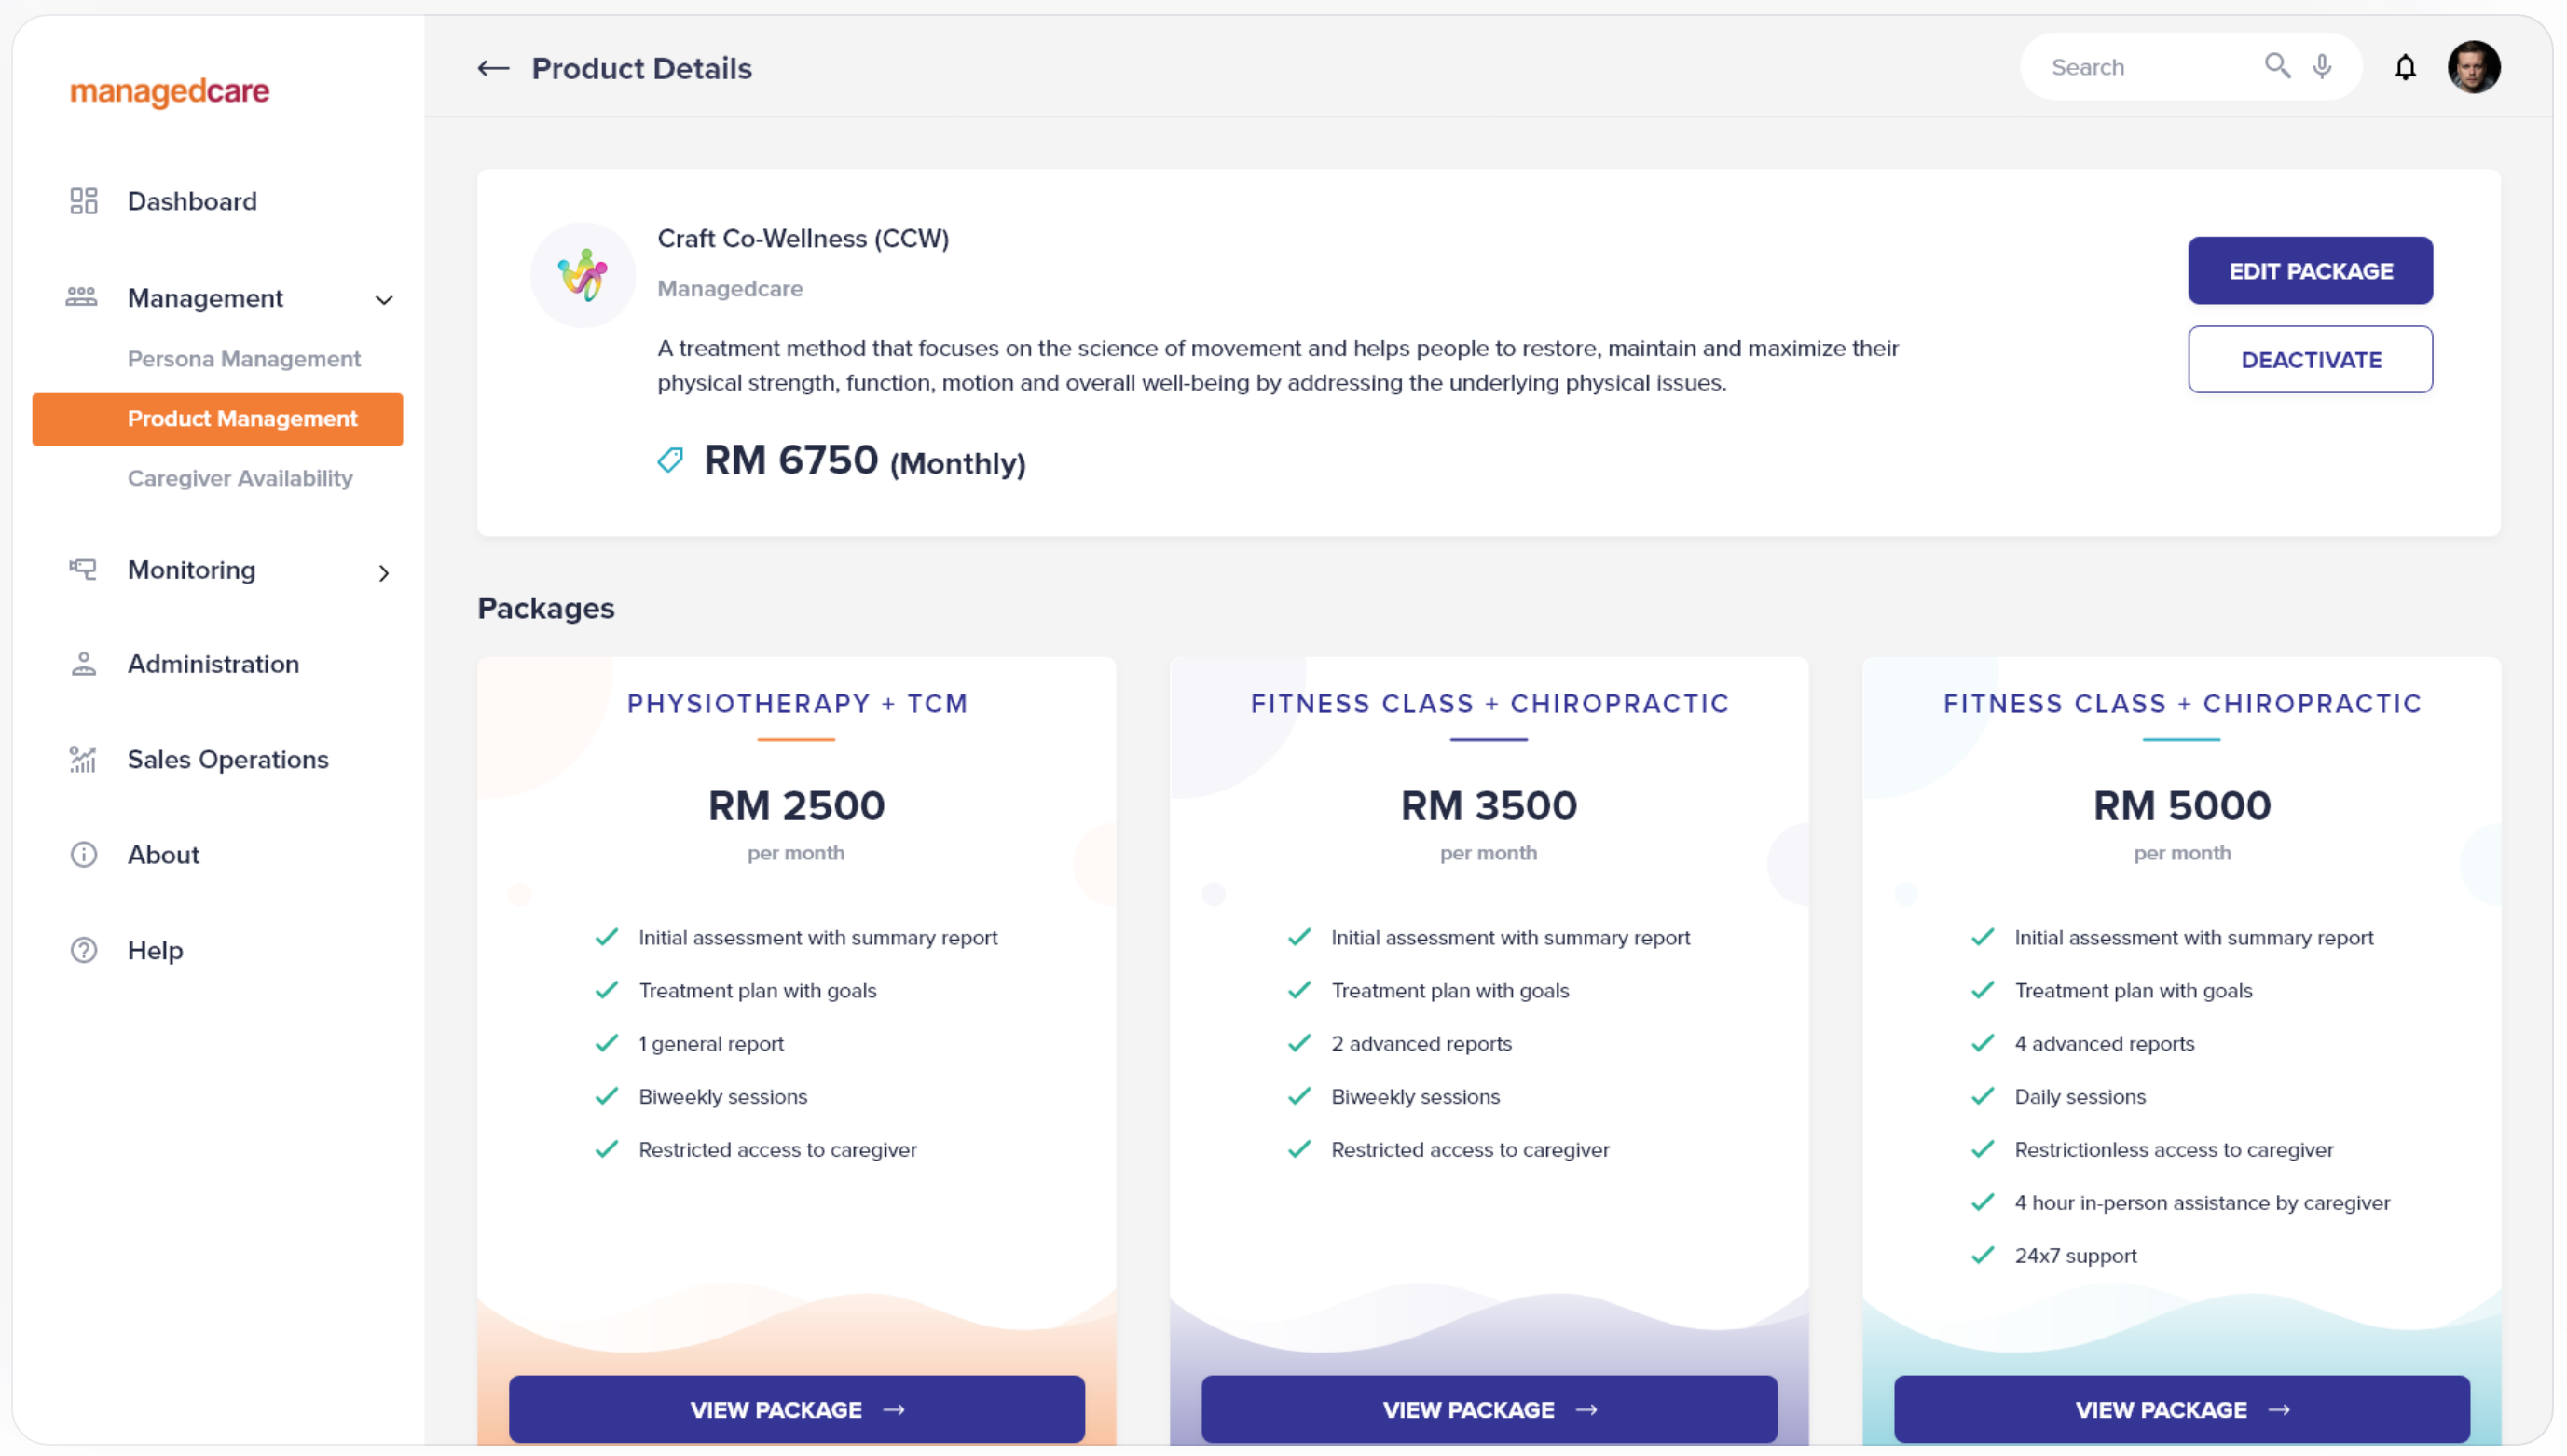 managedcare
Dashboard
Management
Persona Management
Product Management
Caregiver Availability
Monitoring
Administration
Sales Operations
About
Help
Product Details
Search
Craft Co-Wellness (CCW)
Managedcare
A treatment method that focuses on the science of movement and helps people to restore, maintain and maximize their
physical strength, function, motion and overall well-being by addressing the underlying physical issues.
RM 6750 (Monthly)
EDIT PACKAGE
DEACTIVATE
Packages
PHYSIOTHERAPY + TCM
RM 2500
per month
Initial assessment with summary report
Treatment plan with goals
1 general report
Biweekly sessions
Restricted access to caregiver
VIEW PACKAGE →
FITNESS CLASS + CHIROPRACTIC
RM 3500
per month
Initial assessment with summary report
Treatment plan with goals
2 advanced reports
Biweekly sessions
Restricted access to caregiver
VIEW PACKAGE →
FITNESS CLASS + CHIROPRACTIC
RM 5000
per month
Initial assessment with summary report
Treatment plan with goals
4 advanced reports
Daily sessions
Restrictionless access to caregiver
4 hour in-person assistance by caregiver
24x7 support
VIEW PACKAGE →